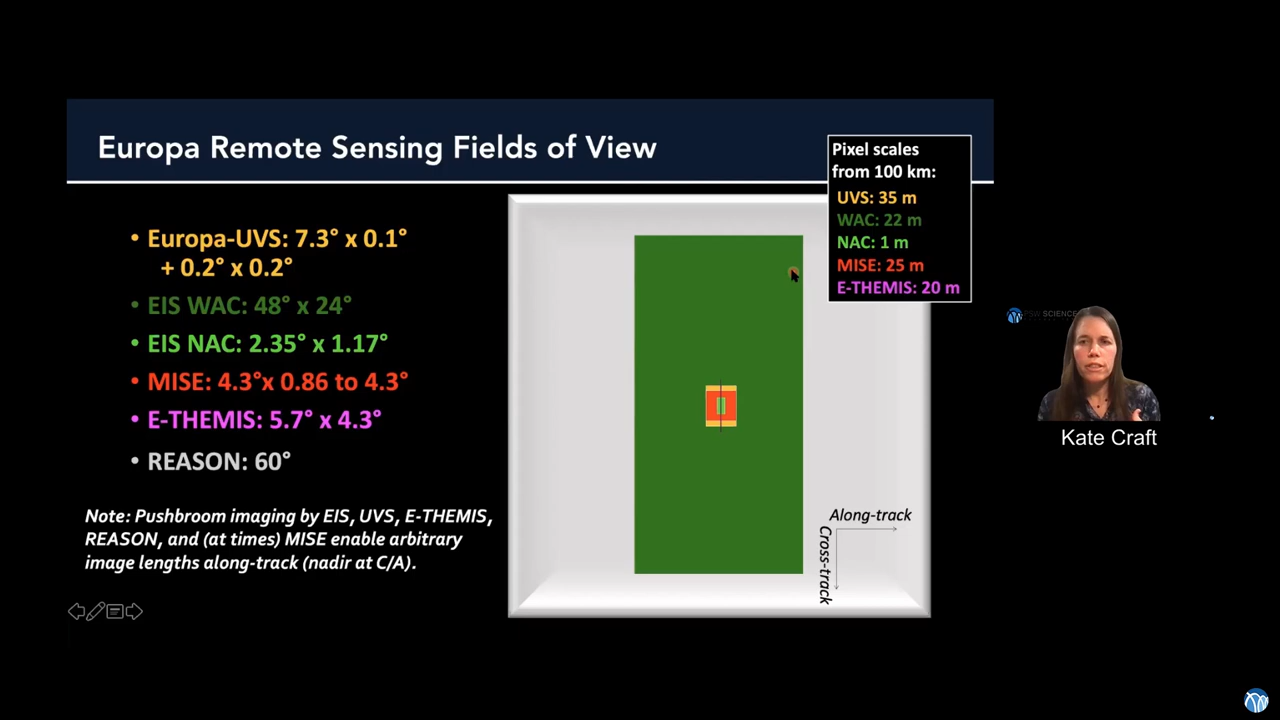 Europa Remote Sensing Fields of View
Pixel scales
from 100 km:
UVS: 35 m
WAC: 22 m
NAC: 1 m
MISE: 25 m
E-THEMIS: 20 m
• Europa-UVS: 7.3° x 0.1°
+ 0.2° x 0.2°
• EIS WAC: 48° x 24°
• EIS NAC: 2.35° x 1.17°
• MISE: 4.3°x 0.86 to 4.3°
• E-THEMIS: 5.7° x 4.3°
• REASON: 60°
Note: Pushbroom imaging by EIS, UVS, E-THEMIS,
REASON, and (at times) MISE enable arbitrary
image lengths along-track (nadir at C/A).
Along-track
Cross-track
PSW SCIENCE
Kate Craft